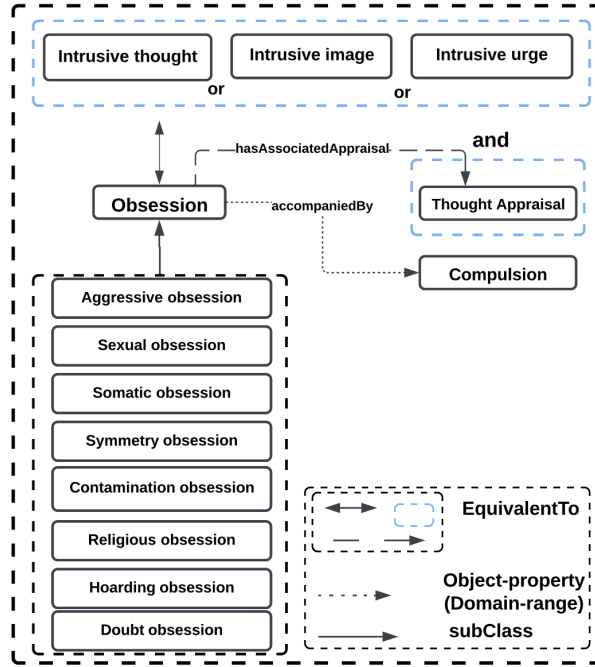 Intrusive thought
Intrusive image
Intrusive urge
or
or
hasAssociatedAppraisal
and
Obsession
accompaniedBy
Thought Appraisal
Compulsion
Aggressive obsession
Sexual obsession
Somatic obsession
Symmetry obsession
Contamination obsession
Religious obsession
Hoarding obsession
Doubt obsession
EquivalentTo
Object-property
(Domain-range)
subClass